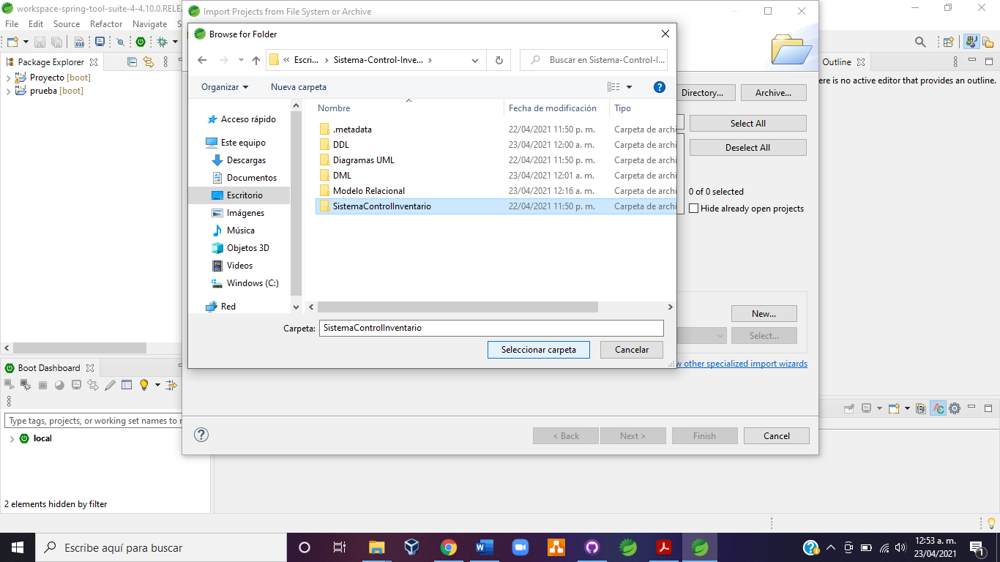 workspace-spring-tool-suite-4-4.10.0.RELEA
File Edit Source Refactor Navigate S
Package Explorer
Proyecto [boot]
prueba [boot]
Import Projects from File System or Archive
Browse for Folder
Escri... Sistema-Control-Inve...
Buscar en Sistema-Control-I...
Organizar
Nueva carpeta
Acceso rápido
Este equipo
Descargas
Documentos
Escritorio
Imágenes
Música
Objetos 3D
Videos
Windows (C:)
Red
Nombre Fecha de modificación Tipo
.metadata 22/04/2021 11:50 p. m. Carpeta de archi
DDL 23/04/2021 12:00 a. m. Carpeta de archi
Diagramas UML 22/04/2021 11:50 p. m. Carpeta de archi
DML 23/04/2021 12:01 a. m. Carpeta de archi
Modelo Relacional 23/04/2021 12:16 a. m. Carpeta de archi
SistemaControlInventario 22/04/2021 11:50 p. m. Carpeta de archi
Carpeta: SistemaControlInventario
Seleccionar carpeta
Cancelar
Directory...
Archive...
Select All
Deselect All
0 of 0 selected
Hide already open projects
New...
Select...
w other specialized import wizards
< Back
Next >
Finish
Cancel
Outline
ere is no active editor that provides an outline.
Boot Dashboard
Type tags, projects, or working set names to
local
2 elements hidden by filter
Escribe aquí para buscar
12:53 a. m.
23/04/2021
1